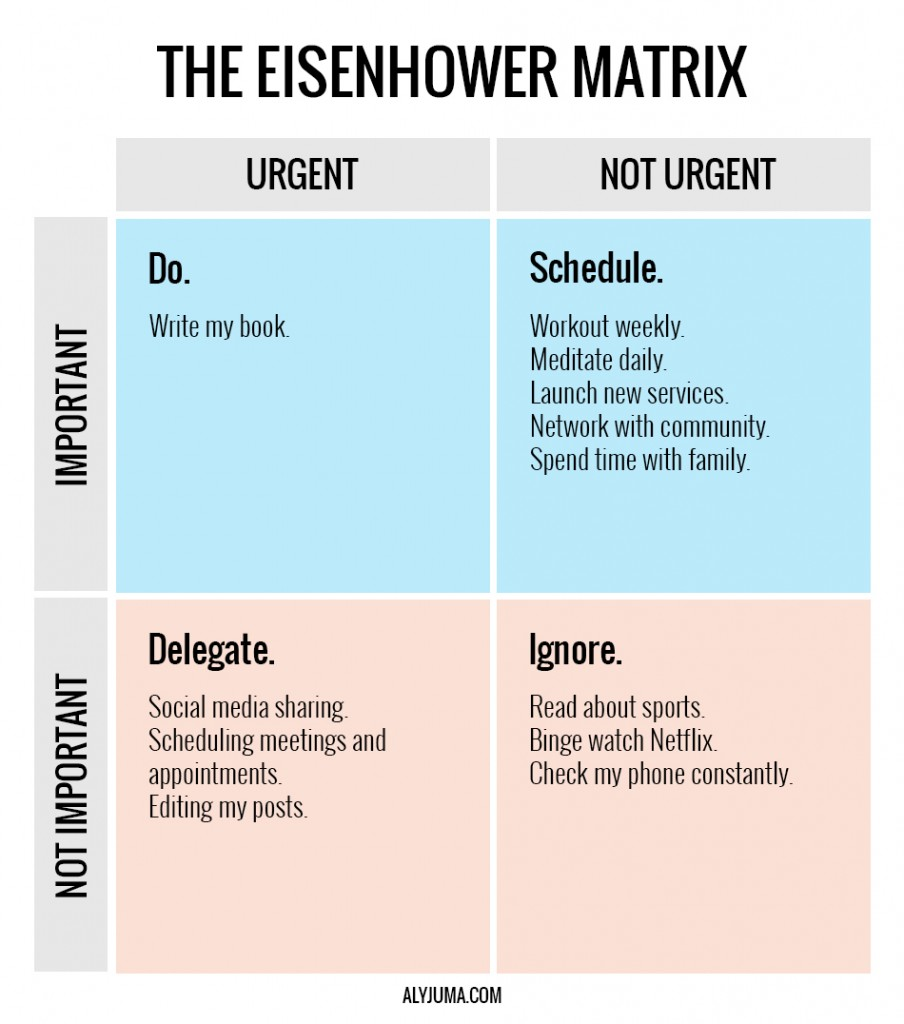 THE EISENHOWER MATRIX
URGENT
NOT URGENT
IMPORTANT
Do.
Write my book.
Schedule.
Workout weekly.
Meditate daily.
Launch new services.
Network with community.
Spend time with family.
NOT IMPORTANT
Delegate.
Social media sharing.
Scheduling meetings and
appointments.
Editing my posts.
Ignore.
Read about sports.
Binge watch Netflix.
Check my phone constantly.
ALYJUMA.COM